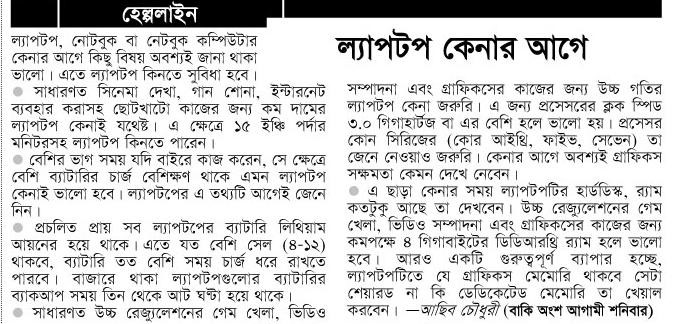 হেল্পলাইন
ল্যাপটপ কেনার আগে
ল্যাপটপ, নোটবুক বা নেটবুক কম্পিউটার
কেনার আগে কিছু বিষয় অবশ্যই জানা থাকা
ভালো। এতে ল্যাপটপ কিনতে সুবিধা হবে।
● সাধারণত সিনেমা দেখা, গান শোনা, ইন্টারনেট
ব্যবহার করাসহ ছোটখাটো কাজের জন্য কম দামের
ল্যাপটপ কেনাই যথেষ্ট। এ ক্ষেত্রে ১৫ ইঞ্চি পর্দার
মনিটরসহ ল্যাপটপ কিনতে পারেন।
● বেশির ভাগ সময় যদি বাইরে কাজ করেন, সে ক্ষেত্রে
বেশি ব্যাটারির চার্জ বেশিক্ষণ থাকে এমন ল্যাপটপ
কেনাই ভালো হবে। ল্যাপটপের এ তথ্যটি আগেই জেনে
নিন।
● প্রচলিত প্রায় সব ল্যাপটপের ব্যাটারি লিথিয়াম
আয়নের হয়ে থাকে। এতে যত বেশি সেল (৪-১২)
থাকবে, ব্যাটারি তত বেশি সময় চার্জ ধরে রাখতে
পারবে। বাজারে থাকা ল্যাপটপগুলোর ব্যাটারির
ব্যাকআপ সময় তিন থেকে আট ঘণ্টা হয়ে থাকে।
● সাধারণত উচ্চ রেজ্যুলেশনের গেম খেলা, ভিডিও
সম্পাদনা এবং গ্রাফিকসের কাজের জন্য উচ্চ গতির
ল্যাপটপ কেনা জরুরি। এ জন্য প্রসেসরের ক্লক স্পিড
৩.০ গিগাহার্টজ বা এর বেশি হলে ভালো হয়। প্রসেসর
কোন সিরিজের (কোর আইথ্রি, ফাইভ, সেভেন) তা
জেনে নেওয়াও জরুরি। কেনার আগে অবশ্যই গ্রাফিকস
সক্ষমতা কেমন দেখে নেবেন।
● এ ছাড়া কেনার সময় ল্যাপটপটির হার্ডডিস্ক, র‍্যাম
কতটুকু আছে তা দেখবেন। উচ্চ রেজ্যুলেশনের গেম
খেলা, ভিডিও সম্পাদনা এবং গ্রাফিকসের কাজের জন্য
কমপক্ষে ৪ গিগাবাইটের ডিডিআরথ্রি র‍্যাম হলে ভালো
হবে। আরও একটি গুরুত্বপূর্ণ ব্যাপার হচ্ছে,
ল্যাপটপটিতে যে গ্রাফিকস মেমোরি থাকবে সেটা
শেয়ারড না কি ডেডিকেটেড মেমোরি তা খেয়াল
করবেন। —আছিব চৌধুরী (বাকি অংশ আগামী শনিবার)